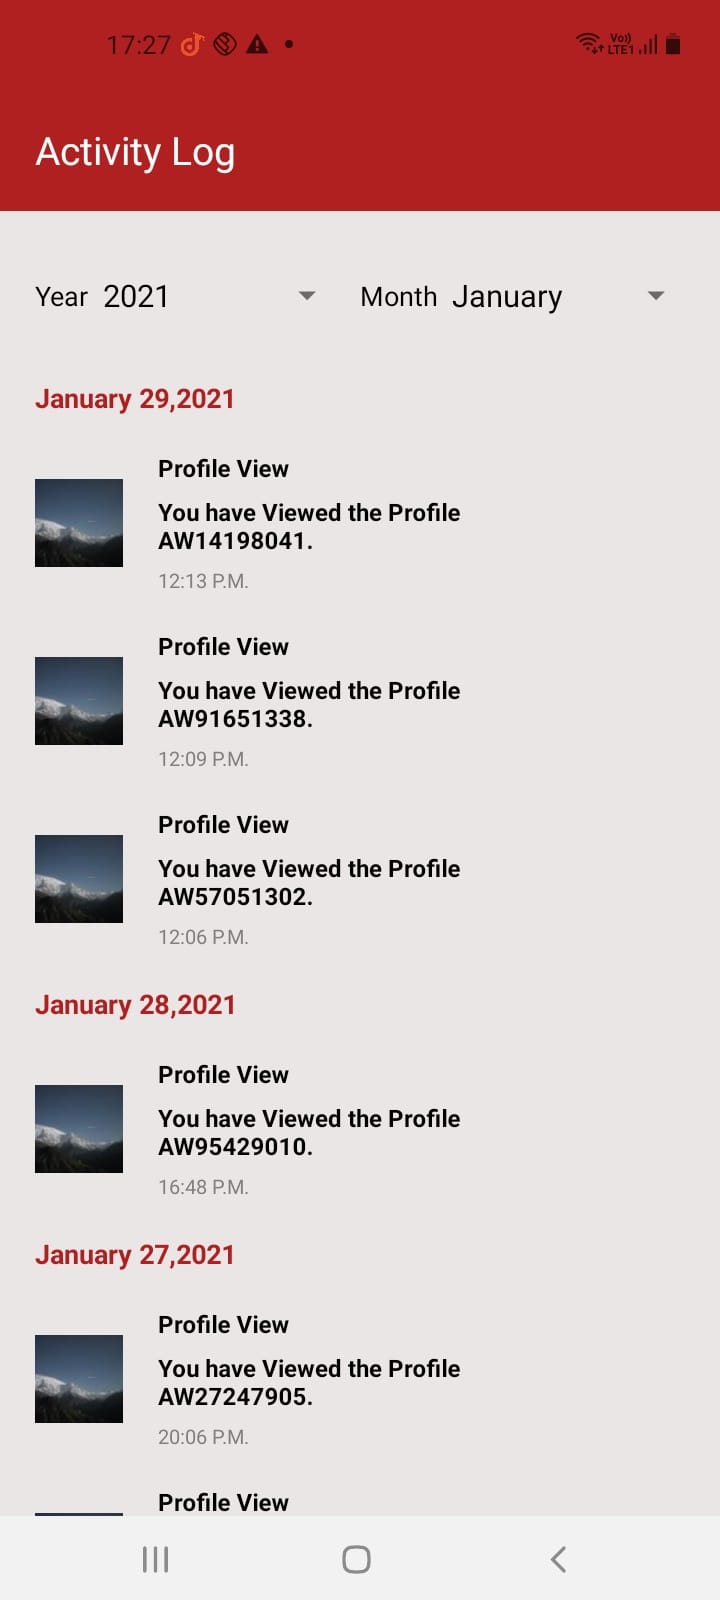 17:27
Vo))
LTE1
Activity Log
Year 2021 Month January
January 29,2021
Profile View
You have Viewed the Profile
AW14198041.
12:13 P.M.
Profile View
You have Viewed the Profile
AW91651338.
12:09 P.M.
Profile View
You have Viewed the Profile
AW57051302.
12:06 P.M.
January 28,2021
Profile View
You have Viewed the Profile
AW95429010.
16:48 P.M.
January 27,2021
Profile View
You have Viewed the Profile
AW27247905.
20:06 P.M.
Profile View